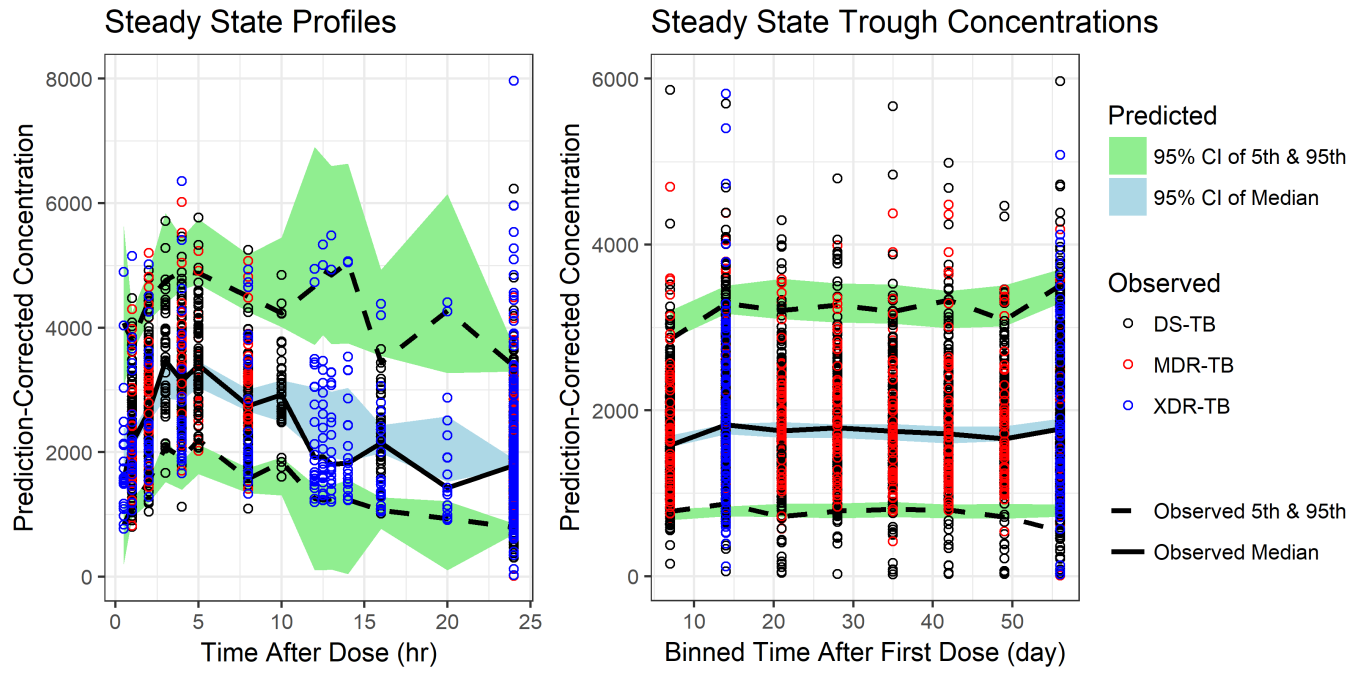 Steady State Profiles
Steady State Trough Concentrations
Prediction-Corrected Concentration
8000
6000
4000
2000
0
0
5
10
15
20
25
Time After Dose (hr)
Prediction-Corrected Concentration
6000
4000
2000
0
10
20
30
40
50
Binned Time After First Dose (day)
Predicted
95% CI of 5th & 95th
95% CI of Median
Observed
DS-TB
MDR-TB
XDR-TB
Observed 5th & 95th
Observed Median